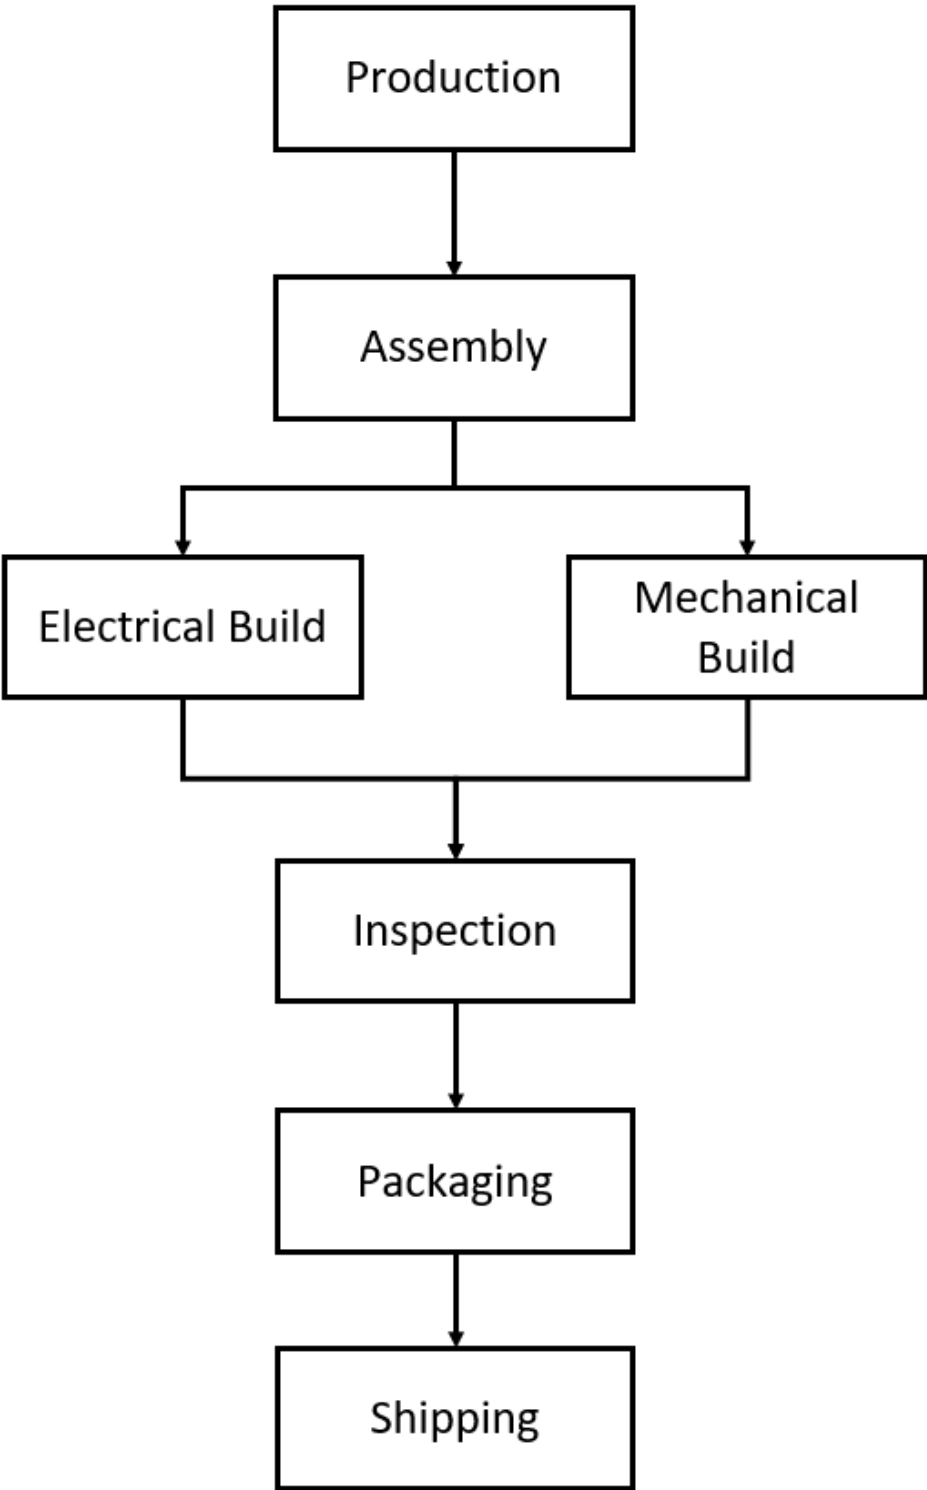 Production
Assembly
Electrical Build
Mechanical
Build
Inspection
Packaging
Shipping